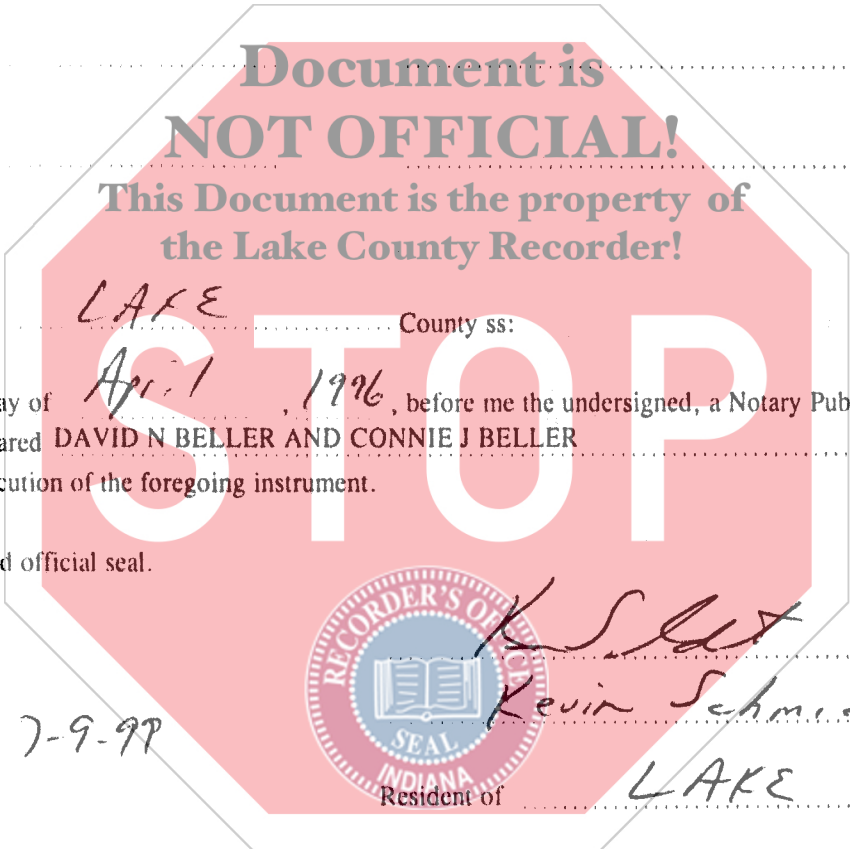 Document is
NOT OFFICIAL!
This Document is the property of
the Lake County Recorder!
LAKE County ss:
ay of April , 1996, before me the undersigned, a Notary Pub
ared DAVID N BELLER AND CONNIE J BELLER
cution of the foregoing instrument.
STOP
d official seal.
RECORDER'S OFFICE
SEAL
INDIANA
Kevin Schmi
7-9-99
Resident of LAKE